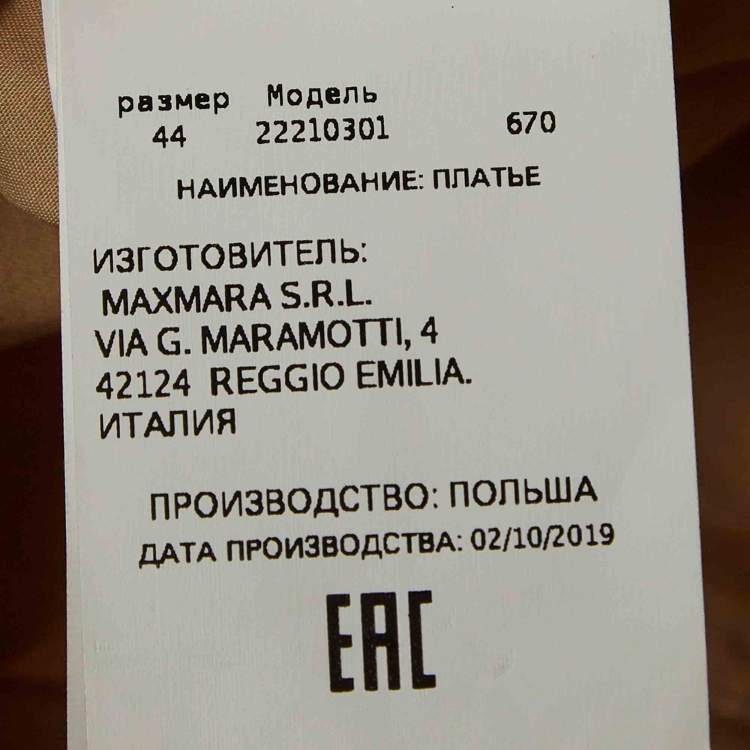 размер Модель
44 22210301 670
НАИМЕНОВАНИЕ: ПЛАТЬЕ
ИЗГОТОВИТЕЛЬ:
MAXMARA S.R.L.
VIA G. MARAMOTTI, 4
42124 REGGIO EMILIA.
ИТАЛИЯ
ПРОИЗВОДСТВО: ПОЛЬША
ДАТА ПРОИЗВОДСТВА: 02/10/2019
EAC